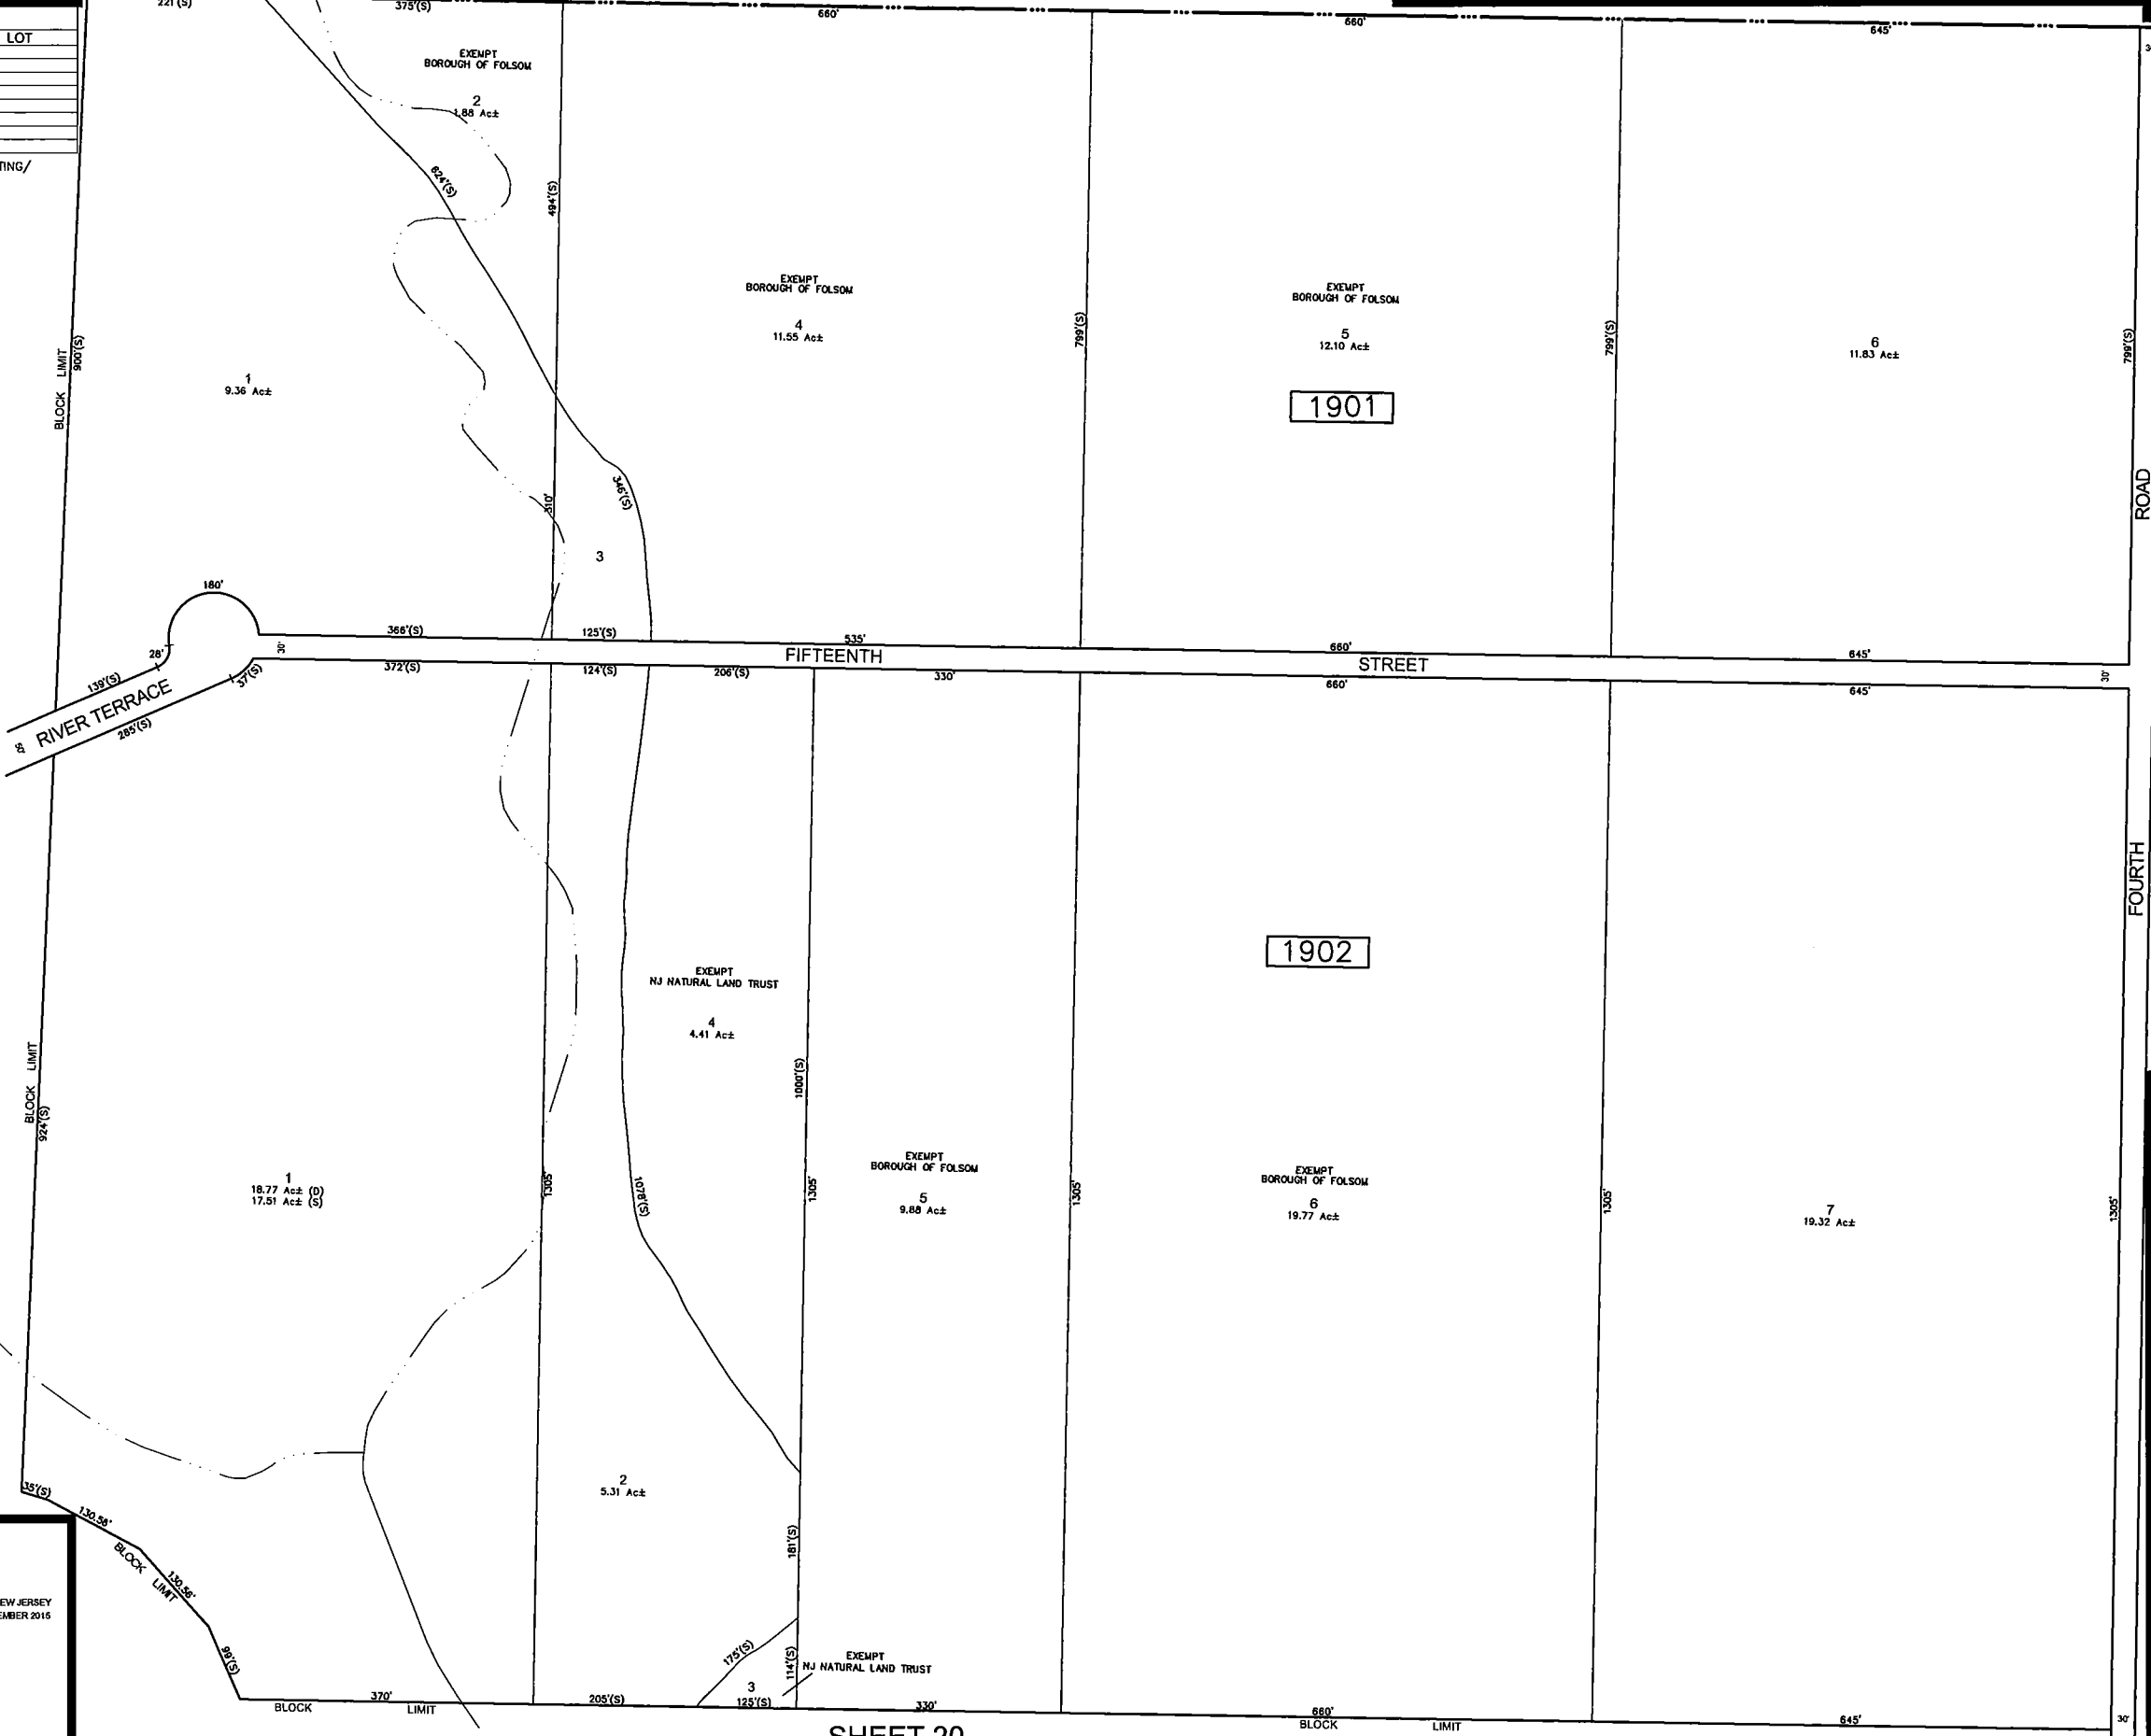 221'(S)
375'(S)
660'
660'
645'
LOT
TING/
EXEMPT
BOROUGH OF FOLSOM
2
1.88 Ac±
624'(S)
494'(S)
EXEMPT
BOROUGH OF FOLSOM
4
11.55 Ac±
799'(S)
EXEMPT
BOROUGH OF FOLSOM
5
12.10 Ac±
1901
799'(S)
6
11.83 Ac±
799'(S)
BLOCK LIMIT
900'(S)
1
9.36 Ac±
310'
346'(S)
3
ROAD
180'
28'
30'
366'(S)
125'(S)
535'
660'
645'
FIFTEENTH
STREET
139'(S)
RIVER TERRACE
285'(S)
37'(S)
372'(S)
124'(S)
206'(S)
330'
660'
645'
30'
FOURTH
1902
EXEMPT
NJ NATURAL LAND TRUST
4
4.41 Ac±
1000'(S)
BLOCK LIMIT
924'(S)
1
18.77 Ac± (D)
17.51 Ac± (S)
1305'
1078'(S)
1305'
EXEMPT
BOROUGH OF FOLSOM
5
9.88 Ac±
1305'
EXEMPT
BOROUGH OF FOLSOM
6
19.77 Ac±
1305'
7
19.32 Ac±
1305'
2
5.31 Ac±
35'(S)
130.58'
BLOCK LIMIT
130.56'
99'(S)
181'(S)
EW JERSEY
EMBER 2015
175'(S)
114'(S)
EXEMPT
NJ NATURAL LAND TRUST
3
125'(S)
370'
205'(S)
330'
660'
645'
30'
BLOCK LIMIT
BLOCK LIMIT
SHEET 20